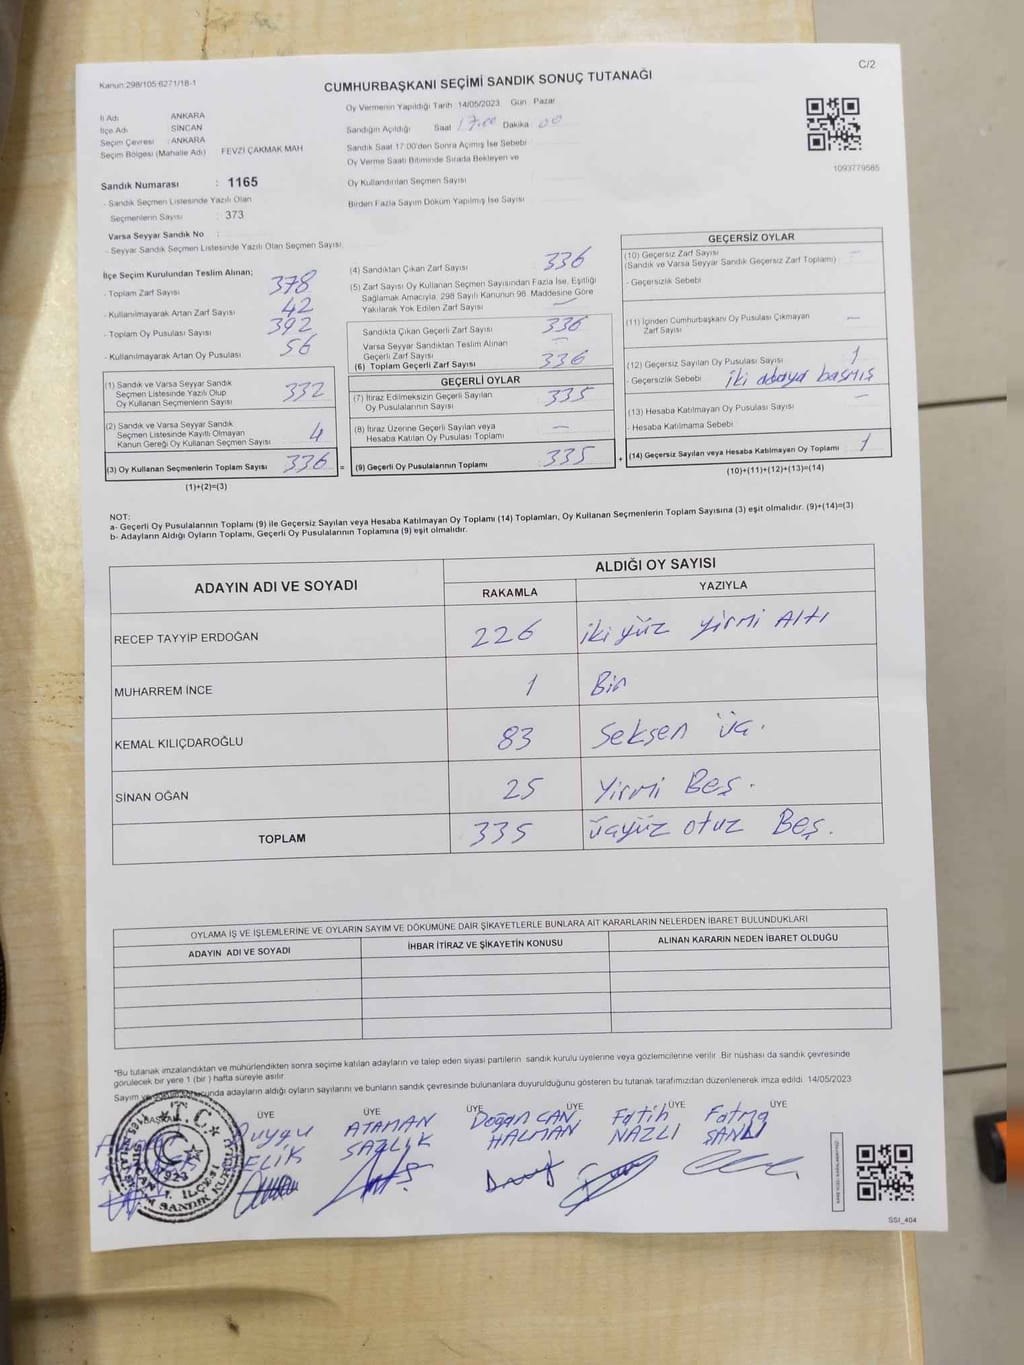 Kanun:298/105:6271/18-1
C/2
CUMHURBAŞKANI SEÇİMİ SANDIK SONUÇ TUTANAĞI
İl Adı ANKARA
İlçe Adı SİNCAN
Seçim Çevresi : ANKARA
Seçim Bölgesi (Mahalle Adı) FEVZİ ÇAKMAK MAH
Sandık Numarası : 1165
- Sandık Seçmen Listesinde Yazılı Olan
Seçmenlerin Sayısı : 373
Varsa Seyyar Sandık No :
- Seyyar Sandık Seçmen Listesinde Yazılı Olan Seçmen Sayısı
Oy Vermenin Yapıldığı Tarih 14/05/2023 Gün Pazar
Sandığın Açıldığı Saat 17.00 Dakika 00
Sandık Saat 17:00'den Sonra Açımış İse Sebebi
Oy Verme Saati Bitiminde Sırada Bekleyen ve
Oy Kullandırılan Seçmen Sayısı
Birden Fazla Sayım Döküm Yapılmış İse Sayısı
1093779585
İlçe Seçim Kurulundan Teslim Alınan;
- Toplam Zarf Sayısı 378
- Kullanılmayarak Artan Zarf Sayısı 42
- Toplam Oy Pusulası Sayısı 392
- Kullanılmayarak Artan Oy Pusulası 56
(1) Sandık ve Varsa Seyyar Sandık
Seçmen Listesinde Yazılı Olup
Oy Kullanan Seçmenlerin Sayısı 332
(2) Sandık ve Varsa Seyyar Sandık
Seçmen Listesinde Kayıtlı Olmayan
Kanun Gereği Oy Kullanan Seçmen Sayısı 4
(3) Oy Kullanan Seçmenlerin Toplam Sayısı 336 =
(1)+(2)=(3)
(4) Sandıktan Çıkan Zarf Sayısı 336
(5) Zarf Sayısı Oy Kullanan Seçmen Sayısından Fazla İse, Eşitliği
Sağlamak Amacıyla, 298 Sayılı Kanunun 98. Maddesine Göre
Yakılarak Yok Edilen Zarf Sayısı —
Sandıkta Çıkan Geçerli Zarf Sayısı 336
Varsa Seyyar Sandıktan Teslim Alınan
Geçerli Zarf Sayısı —
(6) Toplam Geçerli Zarf Sayısı 336
GEÇERLİ OYLAR
(7) İtiraz Edilmeksizin Geçerli Sayılan
Oy Pusulalarının Sayısı 335
(8) İtiraz Üzerine Geçerli Sayılan veya
Hesaba Katılan Oy Pusulası Toplamı —
(9) Geçerli Oy Pusulalarının Toplamı 335 +
GEÇERSİZ OYLAR
(10) Geçersiz Zarf Sayısı —
(Sandık ve Varsa Seyyar Sandık Geçersiz Zarf Toplamı)
- Geçersizlik Sebebi
(11) İçinden Cumhurbaşkanı Oy Pusulası Çıkmayan
Zarf Sayısı —
(12) Geçersiz Sayılan Oy Pusulası Sayısı 1
- Geçersizlik Sebebi iki adaya basmış
(13) Hesaba Katılmayan Oy Pusulası Sayısı —
- Hesaba Katılmama Sebebi
(14) Geçersiz Sayılan veya Hesaba Katılmayan Oy Toplamı 1
(10)+(11)+(12)+(13)=(14)
NOT:
a- Geçerli Oy Pusulalarının Toplamı (9) ile Geçersiz Sayılan veya Hesaba Katılmayan Oy Toplamı (14) Toplamları, Oy Kullanan Seçmenlerin Toplam Sayısına (3) eşit olmalıdır. (9)+(14)=(3)
b- Adayların Aldığı Oyların Toplamı, Geçerli Oy Pusulalarının Toplamına (9) eşit olmalıdır.
ADAYIN ADI VE SOYADI
ALDIĞI OY SAYISI
RAKAMLA YAZIYLA
RECEP TAYYİP ERDOĞAN 226 iki yüz yirmi Altı
MUHARREM İNCE 1 Bir
KEMAL KILIÇDAROĞLU 83 Seksen üç.
SİNAN OĞAN 25 Yirmi Beş.
TOPLAM 335 üçyüz otuz Beş.
OYLAMA İŞ VE İŞLEMLERİNE VE OYLARIN SAYIM VE DÖKÜMÜNE DAİR ŞİKAYETLERLE BUNLARA AİT KARARLARIN NELERDEN İBARET BULUNDUKLARI
ADAYIN ADI VE SOYADI İHBAR İTİRAZ VE ŞİKAYETİN KONUSU ALINAN KARARIN NEDEN İBARET OLDUĞU
*Bu tutanak imzalandıktan ve mühürlendikten sonra seçime katılan adayların ve talep eden siyasi partilerin sandık kurulu üyelerine veya gözlemcilerine verilir. Bir nüshası da sandık çevresinde
görülecek bir yere 1 (bir) hafta süreyle asılır.
Sayım ve adayların aldığı oyların sayılarını ve bunların sandık çevresinde bulunanlara duyurulduğunu gösteren bu tutanak tarafımızdan düzenlenerek imza edildi. 14/05/2023
BAŞKAN ÜYE ÜYE ÜYE ÜYE ÜYE ÜYE
Duygu ATAMAN Doğan CAN Fatih Fatma
ELİK SAZLIK HALMAN NAZLI ŞANLI
T.C.
1923
SSI_404